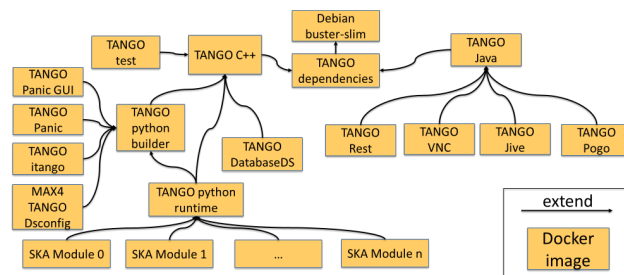 Debian
buster-slim
TANGO
test
TANGO C++
TANGO
dependencies
TANGO
Java
TANGO
Panic GUI
TANGO
Panic
TANGO
itango
MAX4
TANGO
Dsconfig
TANGO
python
builder
TANGO
DatabaseDS
TANGO
Rest
TANGO
VNC
TANGO
Jive
TANGO
Pogo
TANGO python
runtime
SKA Module 0
SKA Module 1
...
SKA Module n
extend
Docker
image